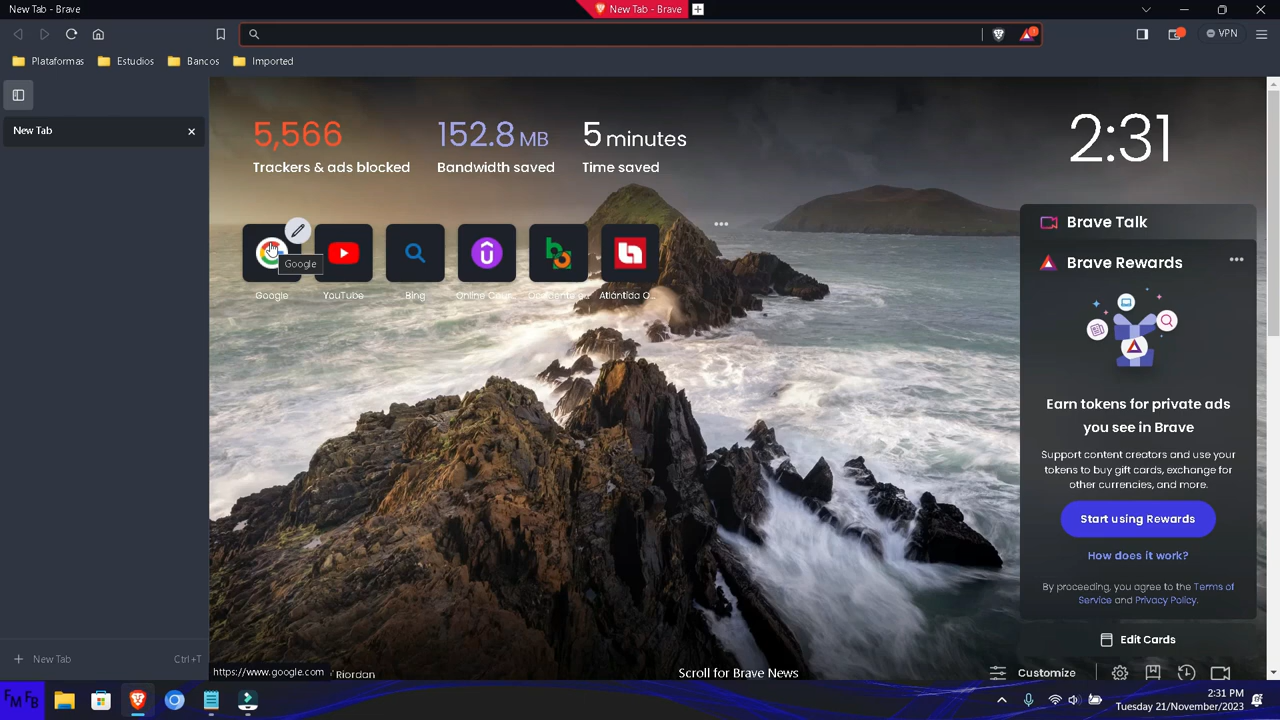 New Tab - Brave
New Tab - Brave
1
VPN
Plataformas
Estudios
Bancos
Imported
New Tab
5,566
Trackers & ads blocked
152.8 MB
Bandwidth saved
5 minutes
Time saved
2:31
Google
Google
YouTube
Bing
Online Cou...
Atlántida O...
Brave Talk
Brave Rewards
Earn tokens for private ads
you see in Brave
Support content creators and use your
tokens to buy gift cards, exchange for
other currencies, and more.
Start using Rewards
How does it work?
By proceeding, you agree to the Terms of
Service and Privacy Policy.
Edit Cards
New Tab
Ctrl+T
https://www.google.com
Riordan
Scroll for Brave News
Customize
FMFB
2:31 PM
Tuesday 21/November/2023